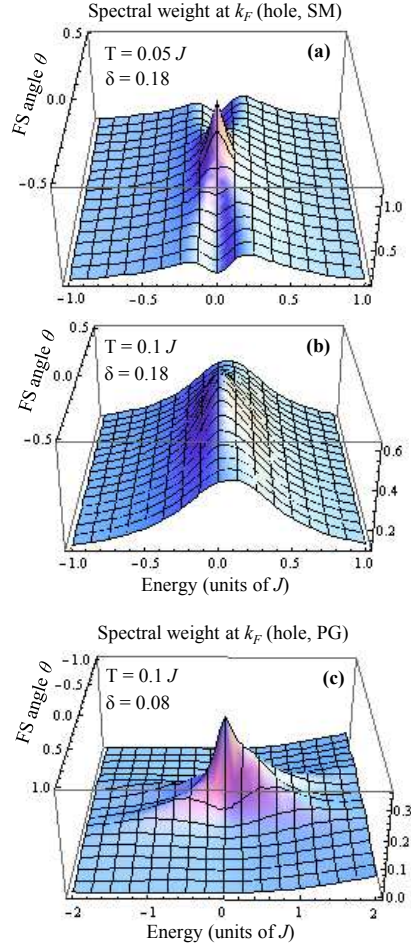 Spectral weight at k_F (hole, SM)
0.5
T = 0.05 J
(a)
δ = 0.18
FS angle θ
0.0
−0.5
1.0
0.5
−1.0 −0.5 0.0 0.5 1.0
0.5
T = 0.1 J
(b)
δ = 0.18
FS angle θ
0.0
−0.5
0.6
0.4
0.2
−1.0 −0.5 0.0 0.5 1.0
Energy (units of J)
Spectral weight at k_F (hole, PG)
−1.0
T = 0.1 J
(c)
−0.5
δ = 0.08
FS angle θ
0.0
0.5
1.0
0.3
0.2
0.1
0.0
−2 −1 0 1 2
Energy (units of J)